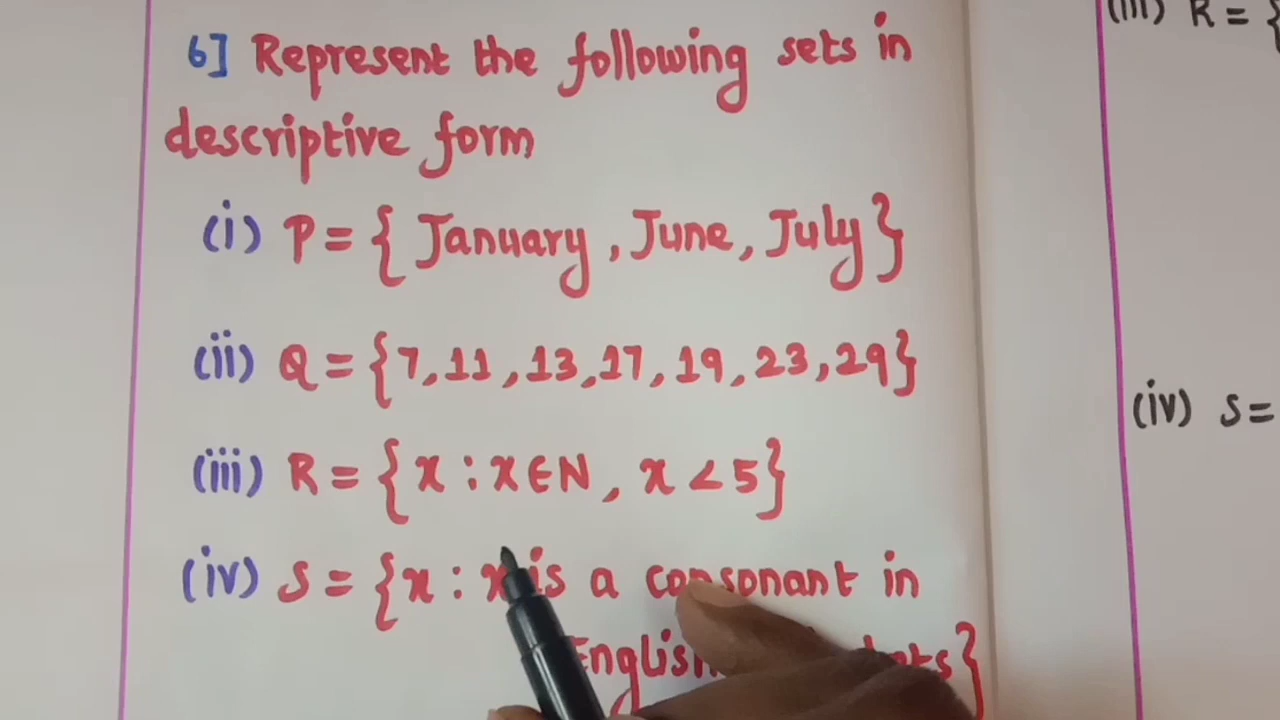 6] Represent the following sets in
descriptive form
(i) P = { January, June, July }
(ii) Q = {7, 11, 13, 17, 19, 23, 29}
(iii) R = { x : x ∈ N, x < 5}
(iv) S = {x : x is a consonant in
English
(iii) R = {
(iv) S =